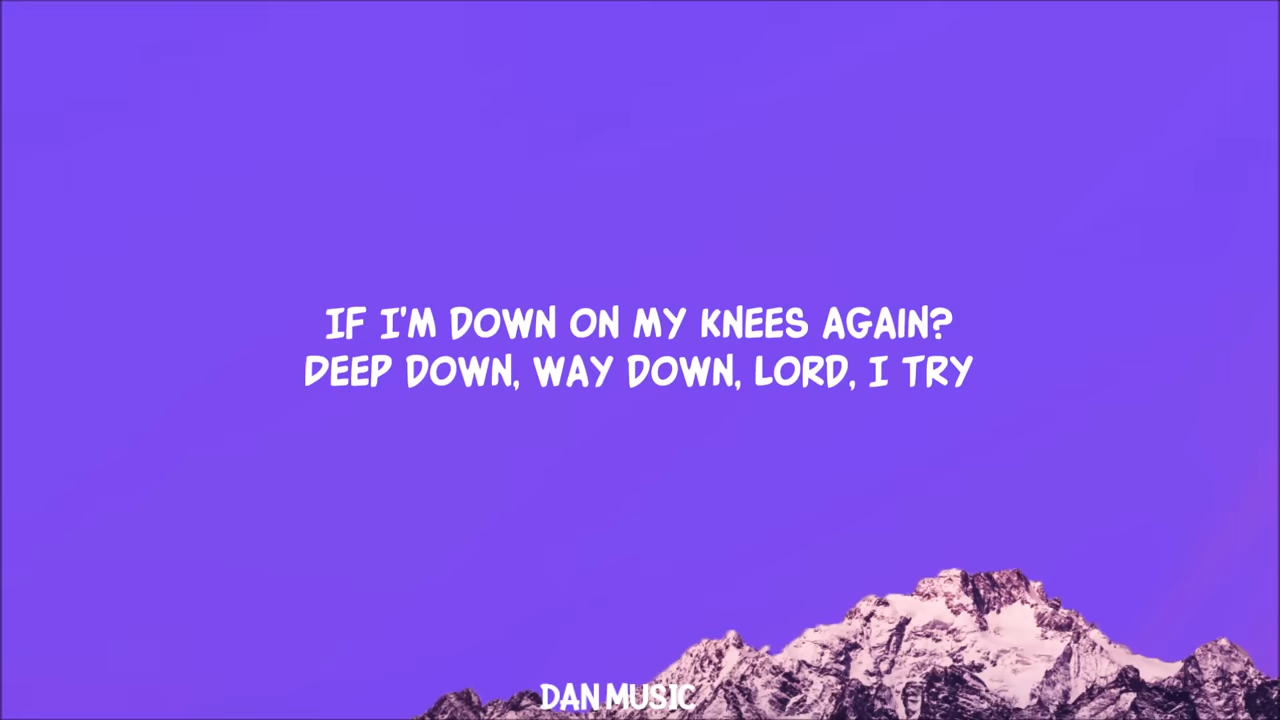 IF I'M DOWN ON MY KNEES AGAIN?
DEEP DOWN, WAY DOWN, LORD, I TRY
DAN MUSIC